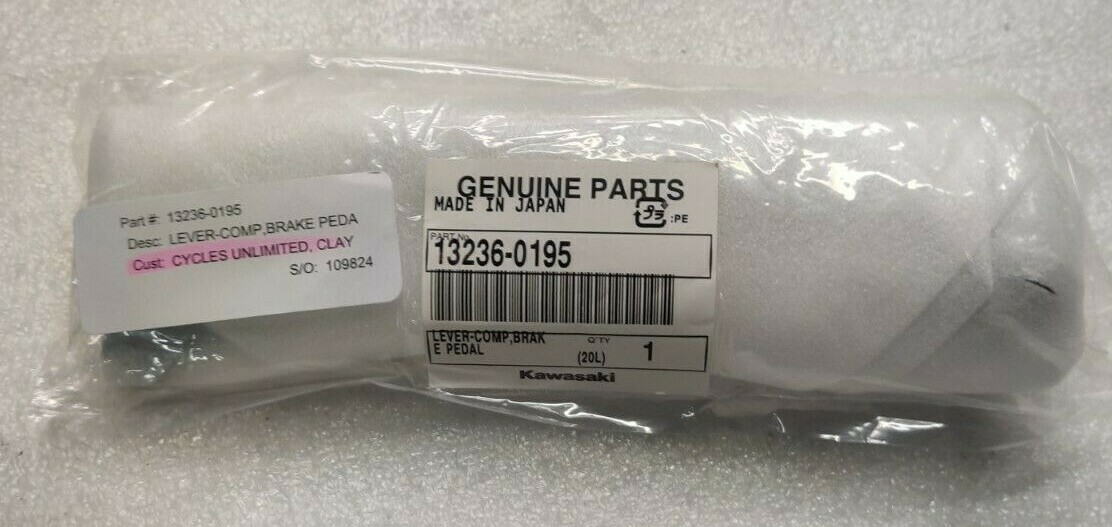 Part #: 13236-0195
Desc: LEVER-COMP,BRAKE PEDA
Cust: CYCLES UNLIMITED, CLAY
S/O: 109824
GENUINE PARTS
MADE IN JAPAN
プラ :PE
PART No.
13236-0195
LEVER-COMP,BRAK
E PEDAL
Q'TY
(20L) 1
Kawasaki